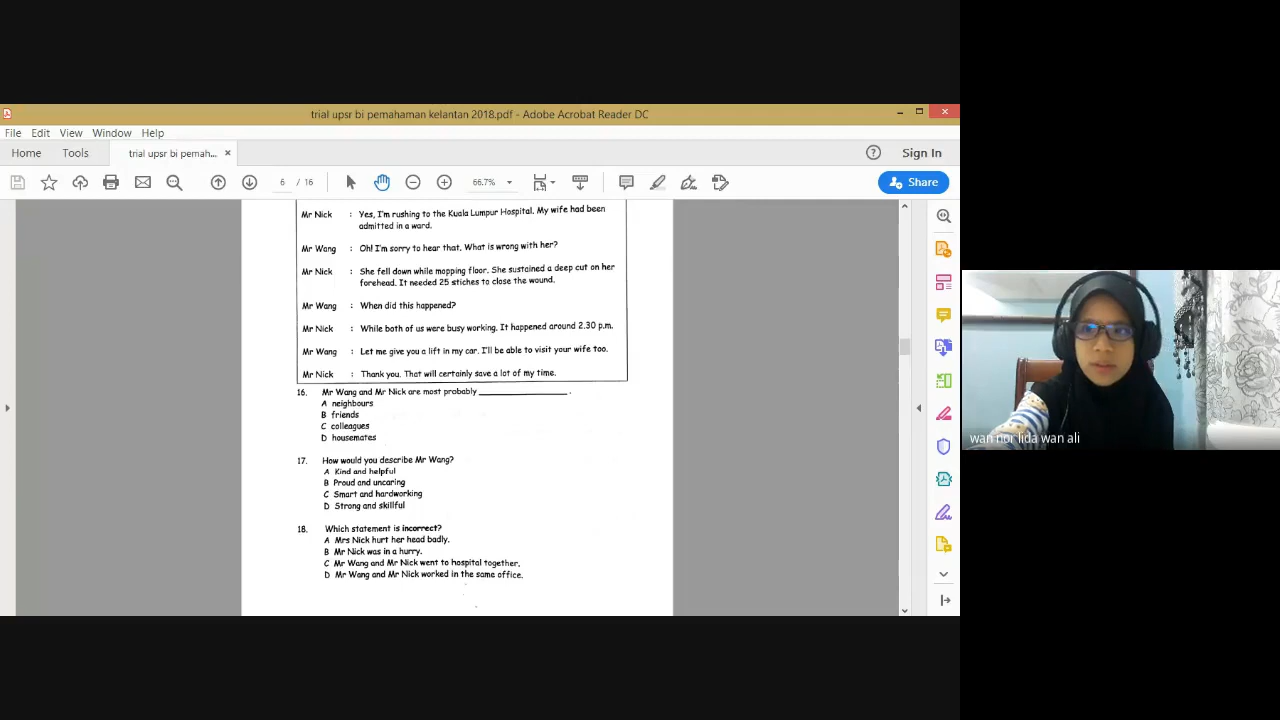 trial upsr bi pemahaman kelantan 2018.pdf - Adobe Acrobat Reader DC
File Edit View Window Help
Home Tools trial upsr bi pemah... × Sign In
6 / 16 66.7% Share
Mr Nick : Yes, I'm rushing to the Kuala Lumpur Hospital. My wife had been
admitted in a ward.
Mr Wang : Oh! I'm sorry to hear that. What is wrong with her?
Mr Nick : She fell down while mopping floor. She sustained a deep cut on her
forehead. It needed 25 stiches to close the wound.
Mr Wang : When did this happened?
Mr Nick : While both of us were busy working. It happened around 2.30 p.m.
Mr Wang : Let me give you a lift in my car. I'll be able to visit your wife too.
Mr Nick : Thank you. That will certainly save a lot of my time.
16. Mr Wang and Mr Nick are most probably ____________________ .
A neighbours
B friends
C colleagues
D housemates
17. How would you describe Mr Wang?
A Kind and helpful
B Proud and uncaring
C Smart and hardworking
D Strong and skillful
18. Which statement is incorrect?
A Mrs Nick hurt her head badly.
B Mr Nick was in a hurry.
C Mr Wang and Mr Nick went to hospital together.
D Mr Wang and Mr Nick worked in the same office.
wan nor lida wan ali